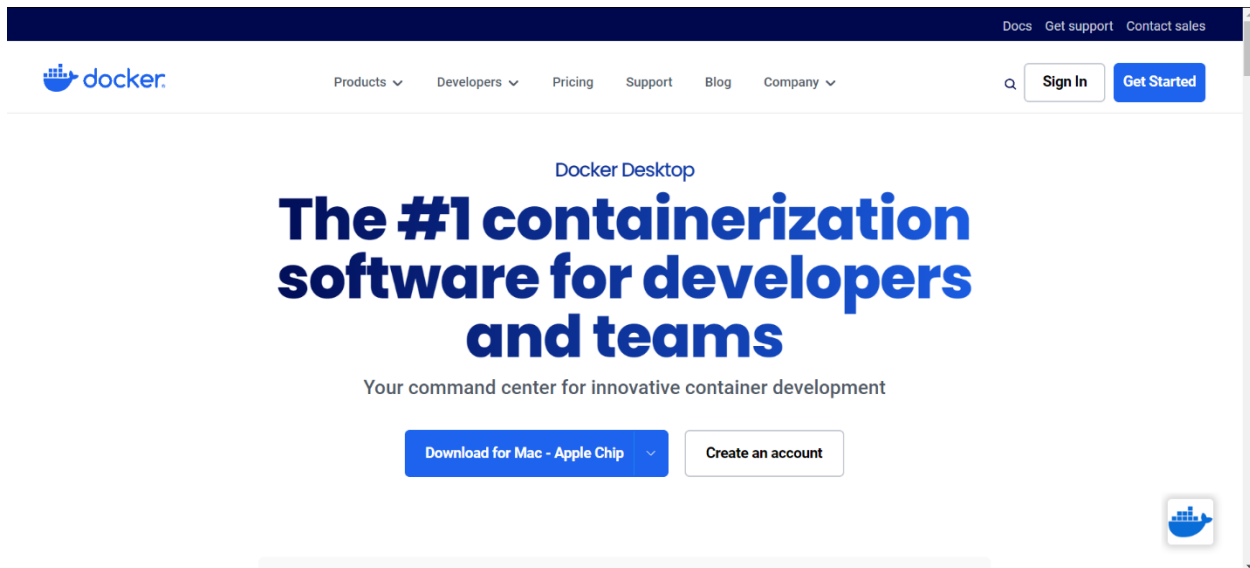 Docs Get support Contact sales
docker
Products Developers Pricing Support Blog Company Sign In Get Started
Docker Desktop
The #1 containerization
software for developers
and teams
Your command center for innovative container development
Download for Mac - Apple Chip Create an account